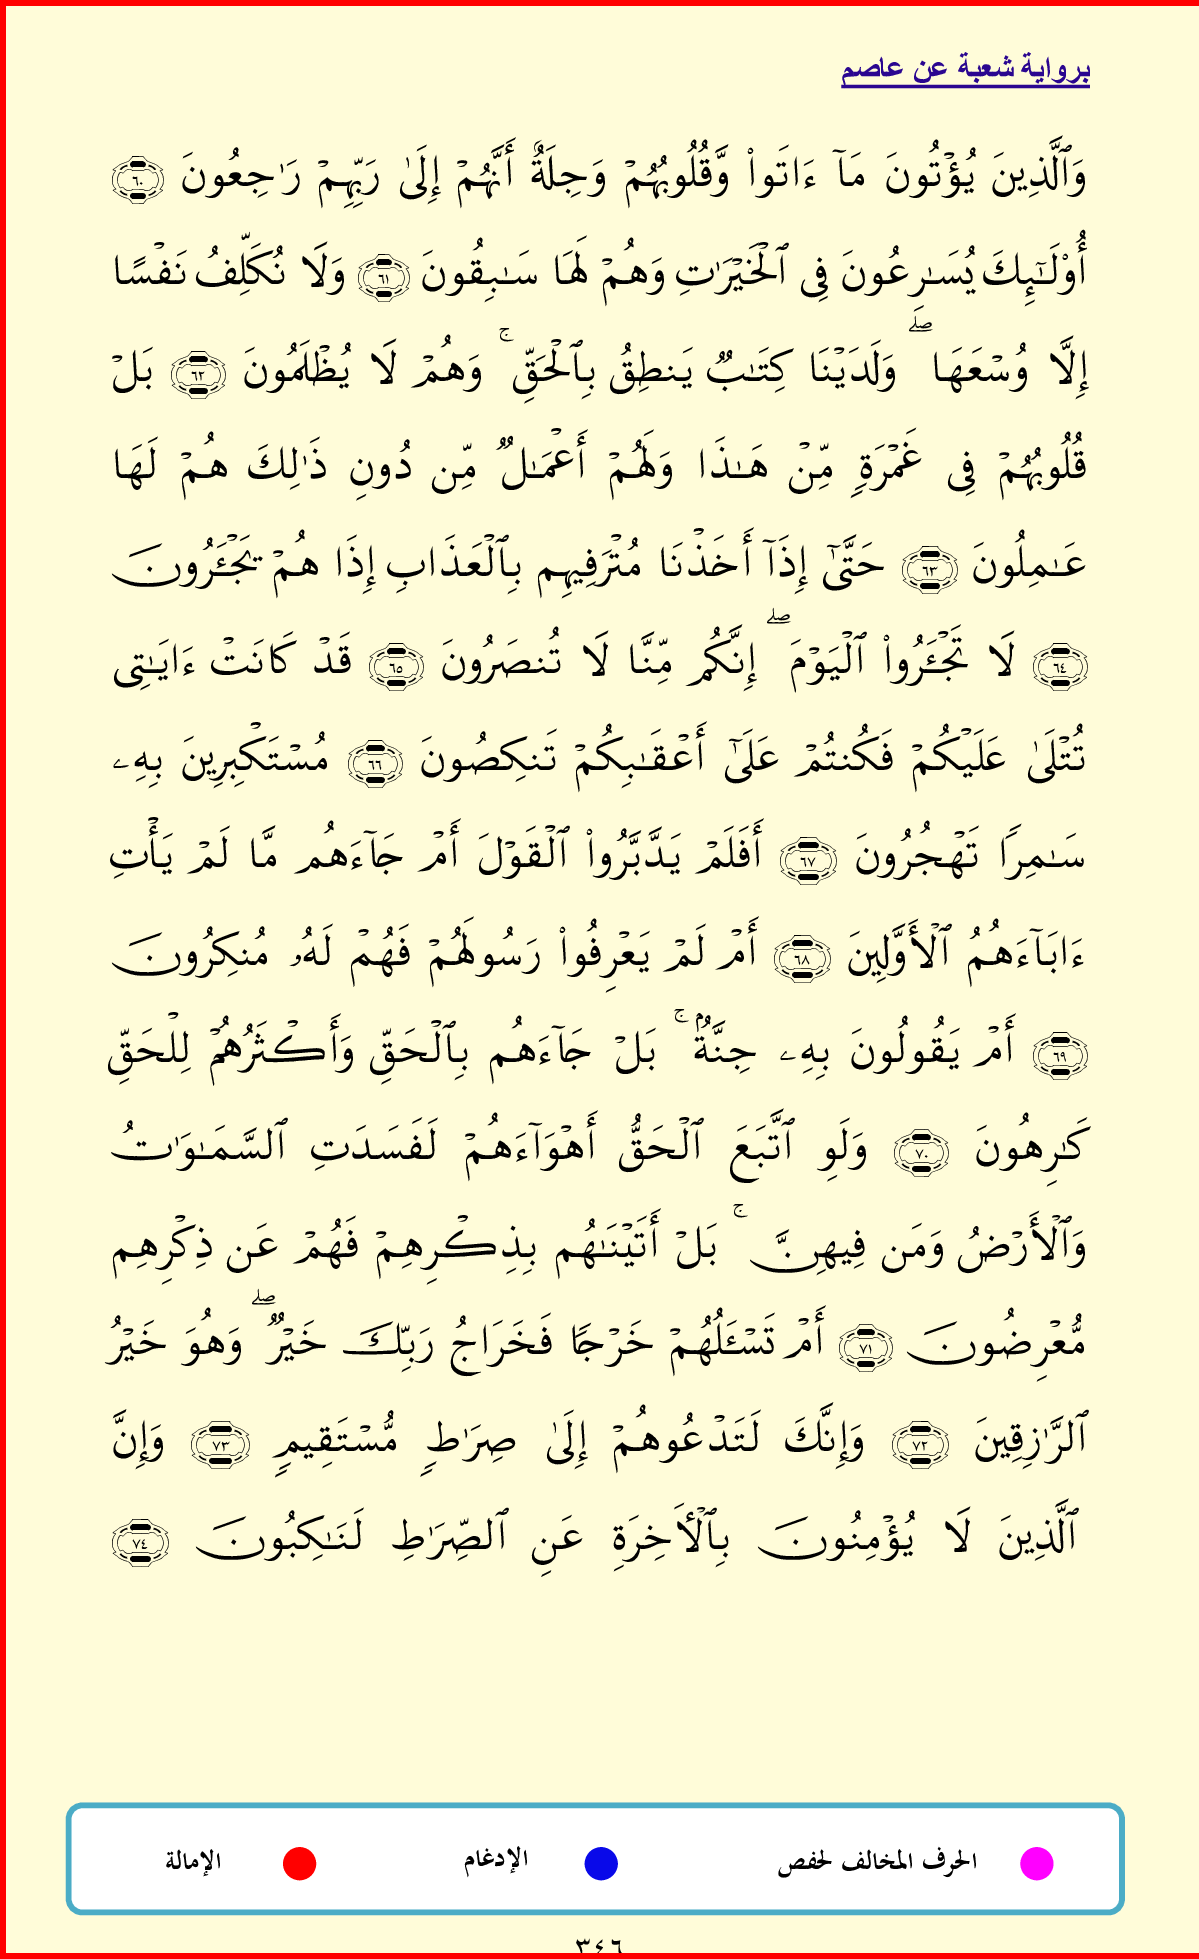 برواية شعبة عن عاصم
وَٱلَّذِينَ يُؤۡتُونَ مَآ ءَاتَواْ وَّقُلُوبُهُمۡ وَجِلَةٌ أَنَّهُمۡ إِلَىٰ رَبِّهِمۡ رَٰجِعُونَ ٦٠
أُوْلَٰٓئِكَ يُسَٰرِعُونَ فِي ٱلۡخَيۡرَٰتِ وَهُمۡ لَهَا سَٰبِقُونَ ٦١ وَلَا نُكَلِّفُ نَفۡسًا
إِلَّا وُسۡعَهَاۖ وَلَدَيۡنَا كِتَٰبٞ يَنطِقُ بِٱلۡحَقِّۚ وَهُمۡ لَا يُظۡلَمُونَ ٦٢ بَلۡ
قُلُوبُهُمۡ فِي غَمۡرَةٖ مِّنۡ هَٰذَا وَلَهُمۡ أَعۡمَٰلٞ مِّن دُونِ ذَٰلِكَ هُمۡ لَهَا
عَٰمِلُونَ ٦٣ حَتَّىٰٓ إِذَآ أَخَذۡنَا مُتۡرَفِيهِم بِٱلۡعَذَابِ إِذَا هُمۡ يَجۡـَٔرُونَ
٦٤ لَا تَجۡـَٔرُواْ ٱلۡيَوۡمَۖ إِنَّكُم مِّنَّا لَا تُنصَرُونَ ٦٥ قَدۡ كَانَتۡ ءَايَٰتِي
تُتۡلَىٰ عَلَيۡكُمۡ فَكُنتُمۡ عَلَىٰٓ أَعۡقَٰبِكُمۡ تَنكِصُونَ ٦٦ مُسۡتَكۡبِرِينَ بِهِۦ
سَٰمِرٗا تَهۡجُرُونَ ٦٧ أَفَلَمۡ يَدَّبَّرُواْ ٱلۡقَوۡلَ أَمۡ جَآءَهُم مَّا لَمۡ يَأۡتِ
ءَابَآءَهُمُ ٱلۡأَوَّلِينَ ٦٨ أَمۡ لَمۡ يَعۡرِفُواْ رَسُولَهُمۡ فَهُمۡ لَهُۥ مُنكِرُونَ
٦٩ أَمۡ يَقُولُونَ بِهِۦ جِنَّةُۢۚ بَلۡ جَآءَهُم بِٱلۡحَقِّ وَأَكۡثَرُهُمۡ لِلۡحَقِّ
كَٰرِهُونَ ٧٠ وَلَوِ ٱتَّبَعَ ٱلۡحَقُّ أَهۡوَآءَهُمۡ لَفَسَدَتِ ٱلسَّمَٰوَٰتُ
وَٱلۡأَرۡضُ وَمَن فِيهِنَّۚ بَلۡ أَتَيۡنَٰهُم بِذِكۡرِهِمۡ فَهُمۡ عَن ذِكۡرِهِم
مُّعۡرِضُونَ ٧١ أَمۡ تَسۡـَٔلُهُمۡ خَرۡجٗا فَخَرَاجُ رَبِّكَ خَيۡرٞۖ وَهُوَ خَيۡرُ
ٱلرَّٰزِقِينَ ٧٢ وَإِنَّكَ لَتَدۡعُوهُمۡ إِلَىٰ صِرَٰطٖ مُّسۡتَقِيمٖ ٧٣ وَإِنَّ
ٱلَّذِينَ لَا يُؤۡمِنُونَ بِٱلۡأٓخِرَةِ عَنِ ٱلصِّرَٰطِ لَنَٰكِبُونَ ٧٤
الحرف المخالف لحفص الإدغام الإمالة
٣٤٦